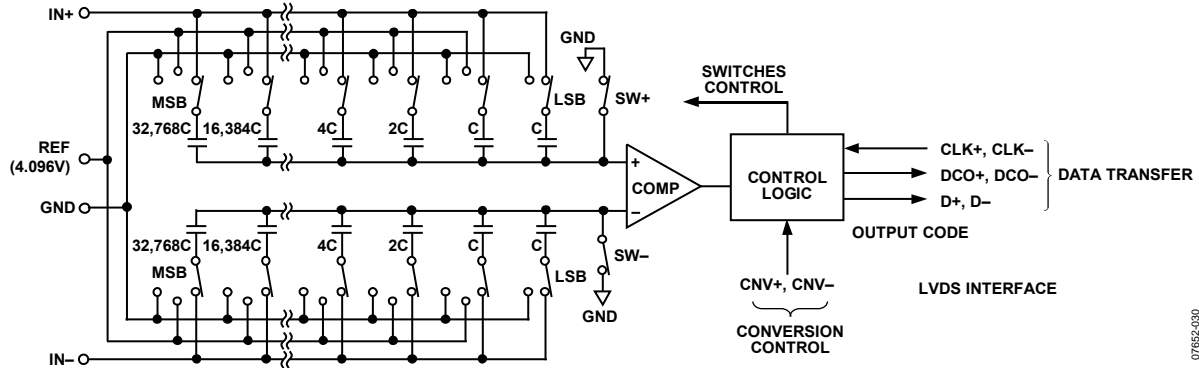 IN+
GND
SWITCHES
CONTROL
MSB
LSB
SW+
32,768C 16,384C 4C 2C C C
REF
(4.096V)
GND
COMP
+
–
CONTROL
LOGIC
CLK+, CLK–
DCO+, DCO–
D+, D–
DATA TRANSFER
OUTPUT CODE
32,768C 16,384C 4C 2C C C
MSB
LSB
SW–
GND
CNV+, CNV–
CONVERSION
CONTROL
LVDS INTERFACE
IN–
07652-030